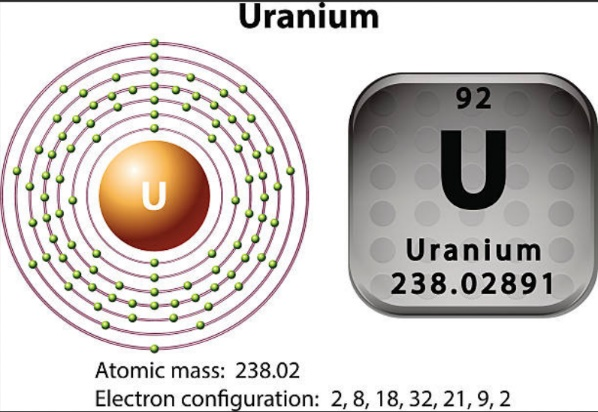 Uranium
U
92
U
Uranium
238.02891
Atomic mass: 238.02
Electron configuration: 2, 8, 18, 32, 21, 9, 2